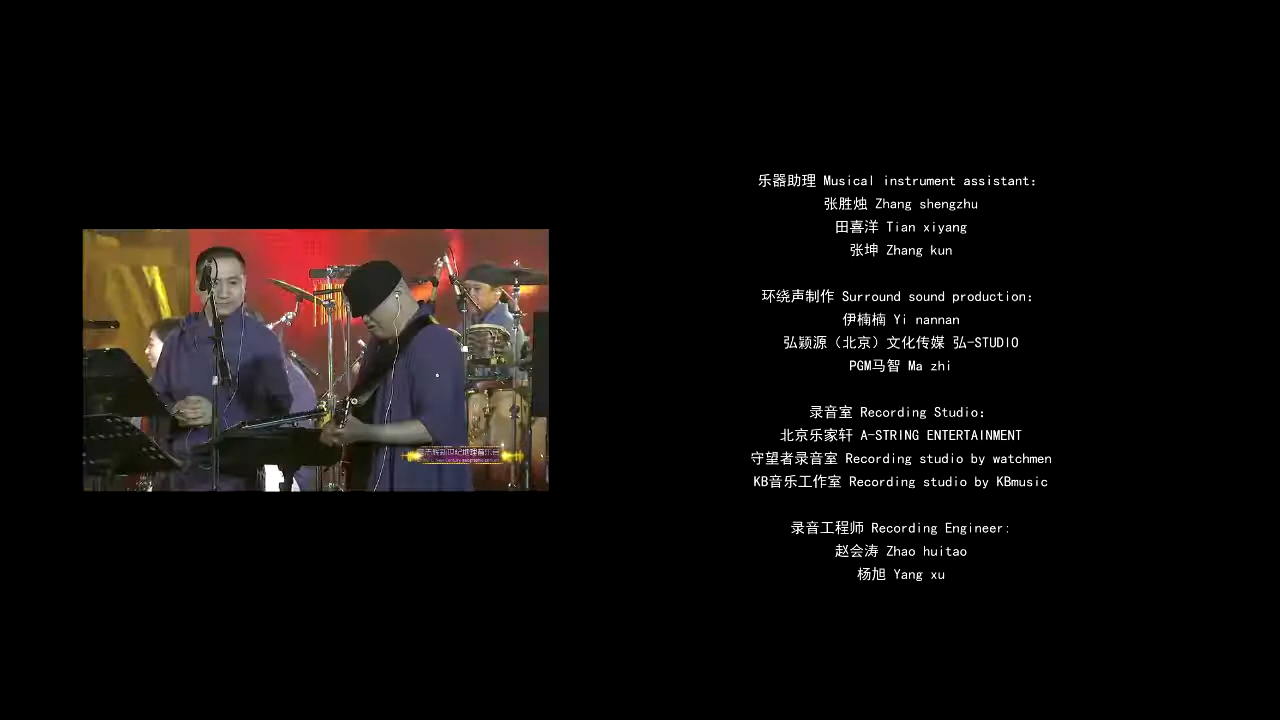 乐器助理 Musical instrument assistant:
张胜烛 Zhang shengzhu
田喜洋 Tian xiyang
张坤 Zhang kun
环绕声制作 Surround sound production:
伊楠楠 Yi nannan
弘颖源（北京）文化传媒 弘-STUDIO
PGM马智 Ma zhi
录音室 Recording Studio:
北京乐家轩 A-STRING ENTERTAINMENT
守望者录音室 Recording studio by watchmen
KB音乐工作室 Recording studio by KBmusic
录音工程师 Recording Engineer:
赵会涛 Zhao huitao
杨旭 Yang xu